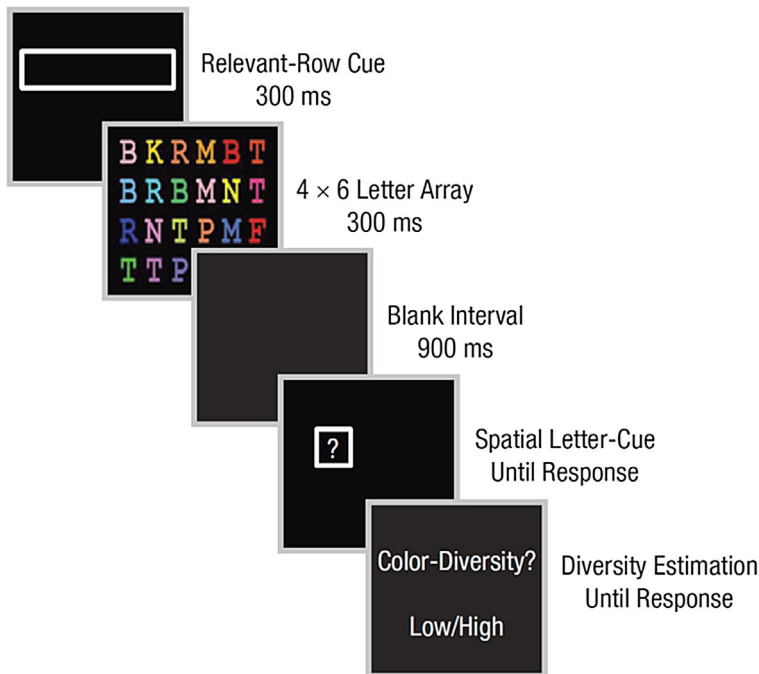 Relevant-Row Cue
300 ms
B K R M B T
B R B M N T
R N T P M F
T T P
4 × 6 Letter Array
300 ms
Blank Interval
900 ms
?
Spatial Letter-Cue
Until Response
Color-Diversity?
Low/High
Diversity Estimation
Until Response